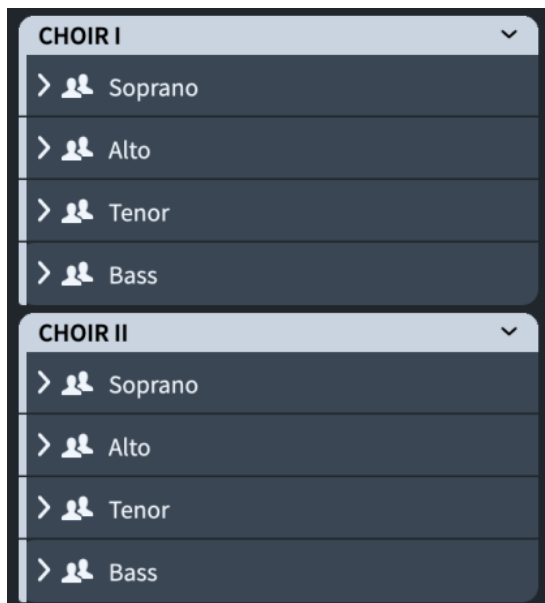 CHOIR I
Soprano
Alto
Tenor
Bass
CHOIR II
Soprano
Alto
Tenor
Bass